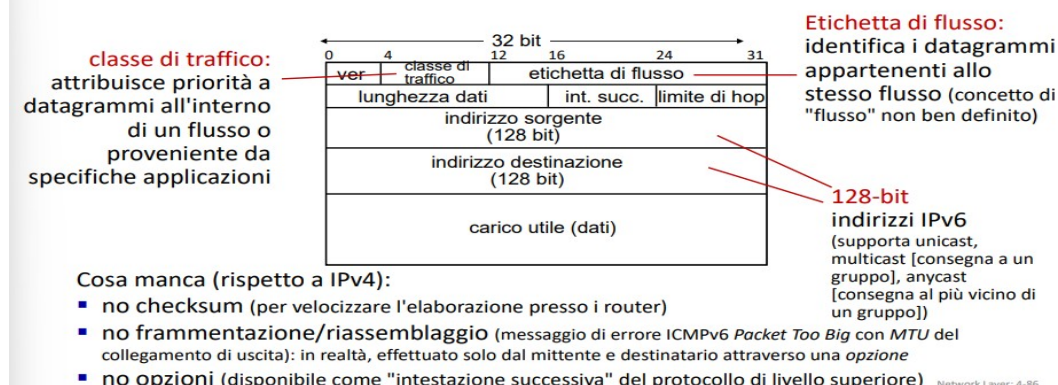 classe di traffico:
attribuisce priorità a
datagrammi all'interno
di un flusso o
proveniente da
specifiche applicazioni
32 bit
0 4 12 16 24 31
ver
classe di
traffico
etichetta di flusso
lunghezza dati
int. succ.
limite di hop
indirizzo sorgente
(128 bit)
indirizzo destinazione
(128 bit)
carico utile (dati)
Etichetta di flusso:
identifica i datagrammi
appartenenti allo
stesso flusso (concetto di
"flusso" non ben definito)
128-bit
indirizzi IPv6
(supporta unicast,
multicast [consegna a un
gruppo], anycast
[consegna al più vicino di
un gruppo])
Cosa manca (rispetto a IPv4):
▪ no checksum (per velocizzare l'elaborazione presso i router)
▪ no frammentazione/riassemblaggio (messaggio di errore ICMPv6 Packet Too Big con MTU del
collegamento di uscita): in realtà, effettuato solo dal mittente e destinatario attraverso una opzione
▪ no opzioni (disponibile come "intestazione successiva" del protocollo di livello superiore)
Network Layer: 4-86